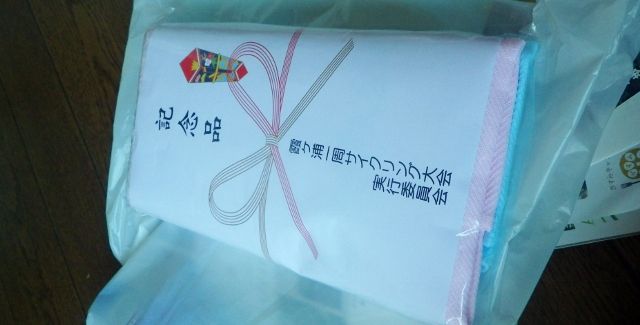 記念品
霞ケ浦一周サイクリング大会
実行委員会